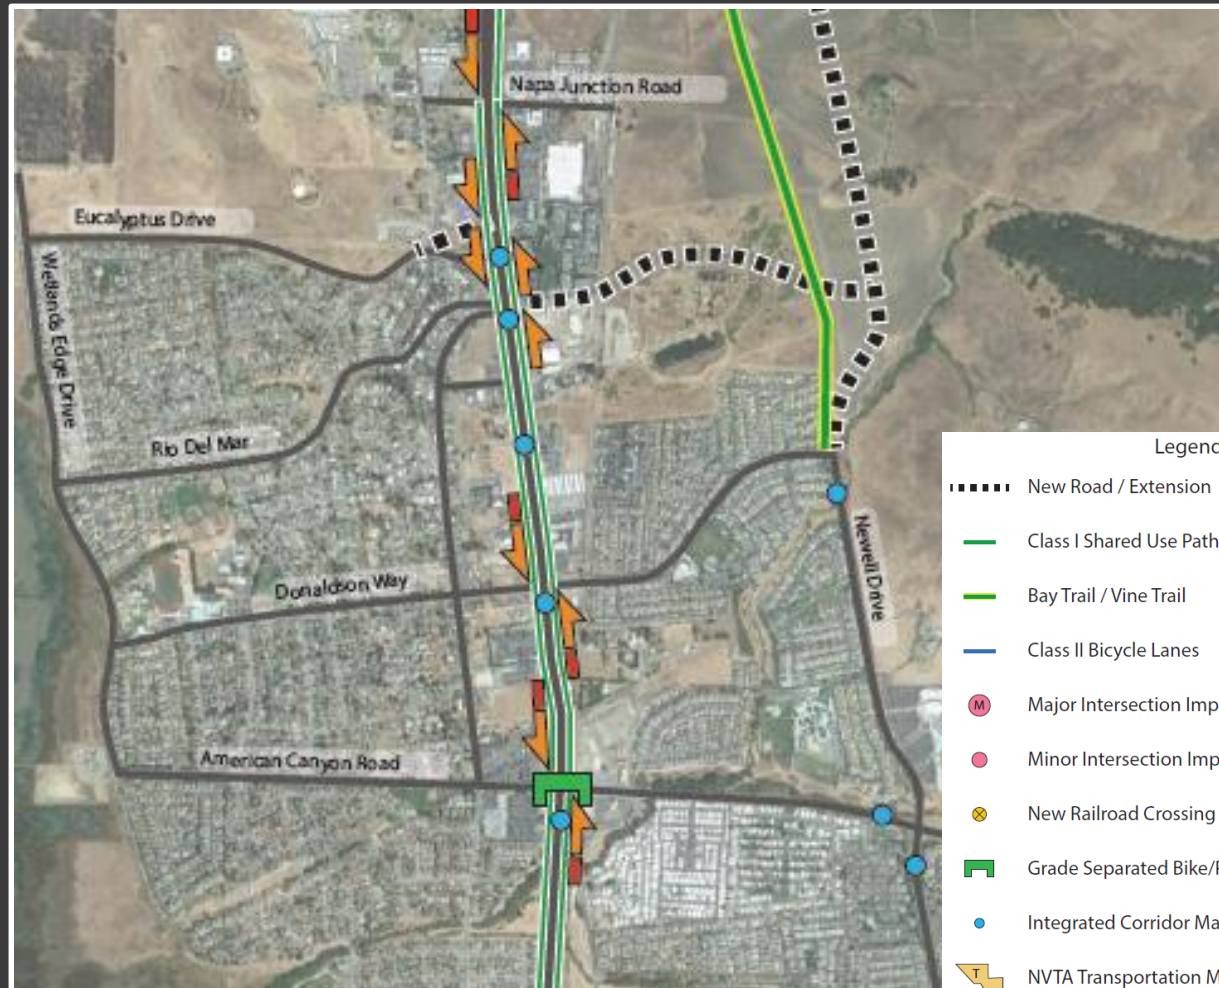 Napa Junction Road
Eucalyptus Drive
Wetlands Edge Drive
Rio Del Mar
Newell Drive
Donaldson Way
American Canyon Road
Legend
New Road / Extension
Class I Shared Use Path
Bay Trail / Vine Trail
Class II Bicycle Lanes
M Major Intersection Imp
Minor Intersection Imp
New Railroad Crossing
Grade Separated Bike/
Integrated Corridor Ma
T NVTA Transportation M